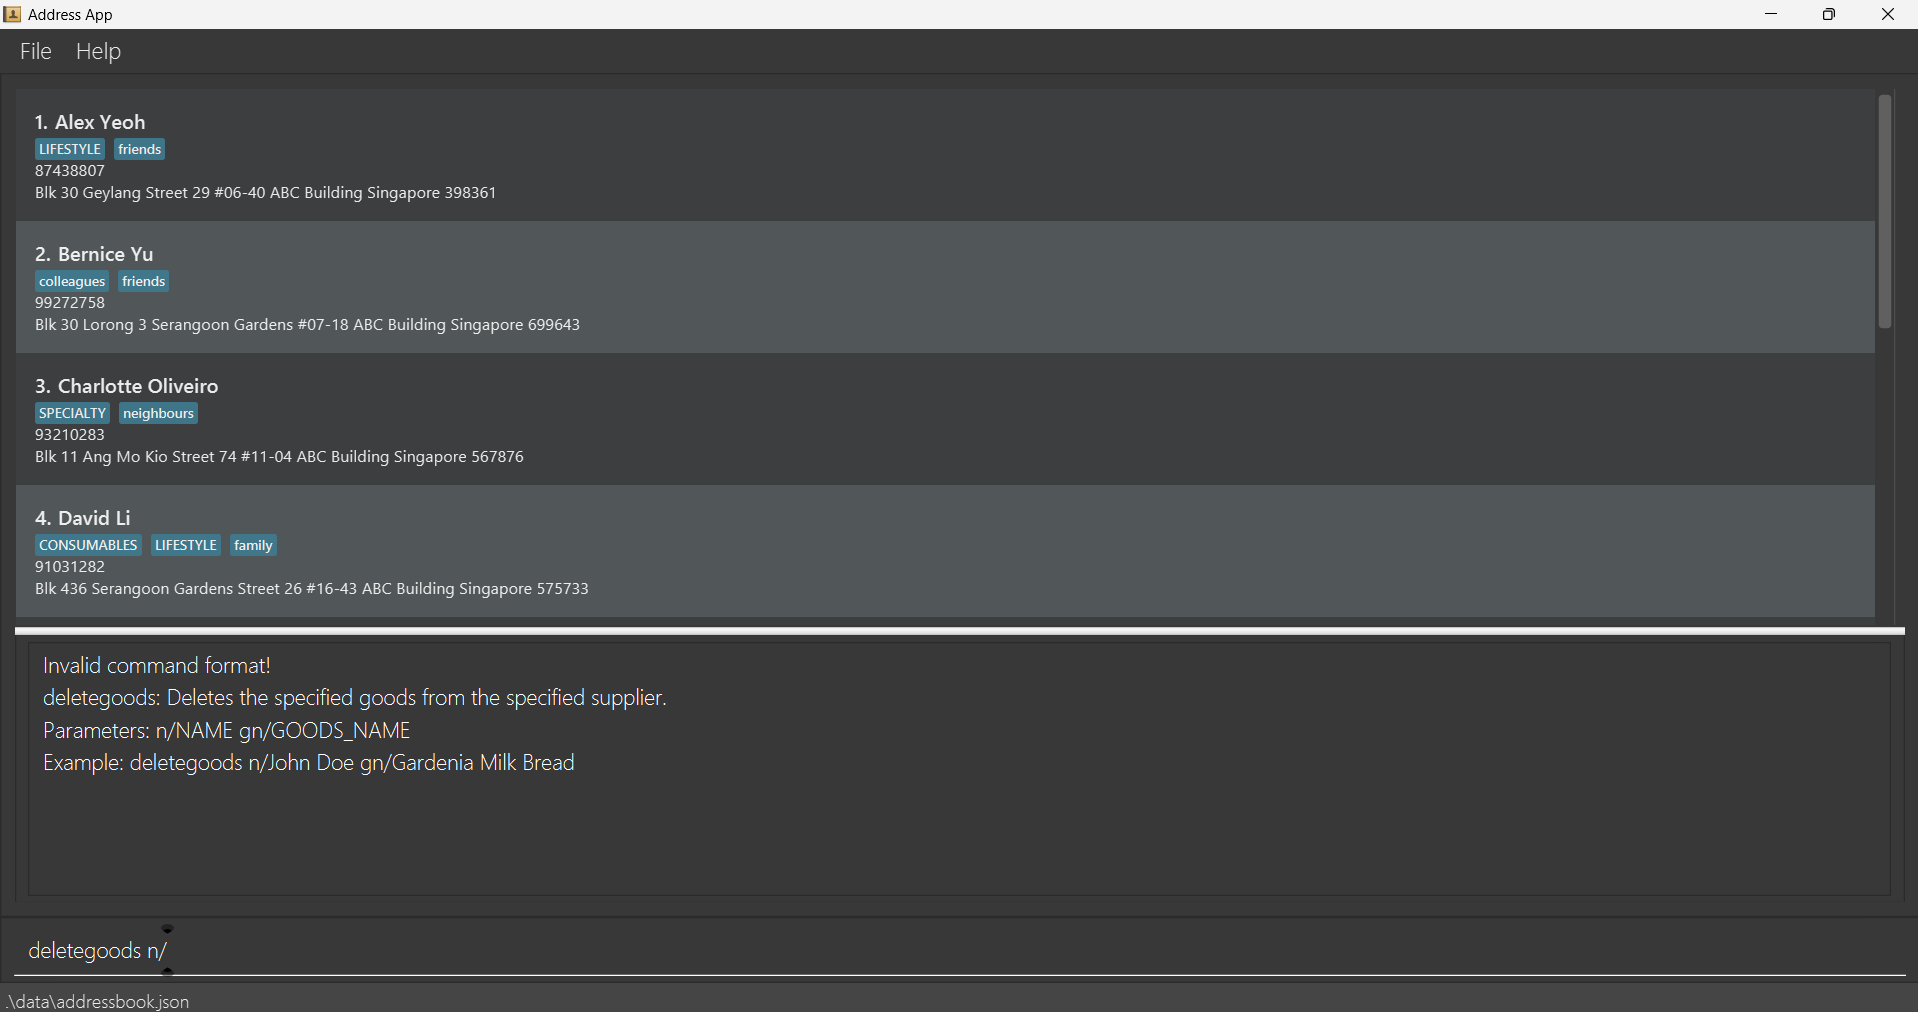 Address App
File Help
1. Alex Yeoh
LIFESTYLE friends
87438807
Blk 30 Geylang Street 29 #06-40 ABC Building Singapore 398361
2. Bernice Yu
colleagues friends
99272758
Blk 30 Lorong 3 Serangoon Gardens #07-18 ABC Building Singapore 699643
3. Charlotte Oliveiro
SPECIALTY neighbours
93210283
Blk 11 Ang Mo Kio Street 74 #11-04 ABC Building Singapore 567876
4. David Li
CONSUMABLES LIFESTYLE family
91031282
Blk 436 Serangoon Gardens Street 26 #16-43 ABC Building Singapore 575733
Invalid command format!
deletegoods: Deletes the specified goods from the specified supplier.
Parameters: n/NAME gn/GOODS_NAME
Example: deletegoods n/John Doe gn/Gardenia Milk Bread
deletegoods n/
.\data\addressbook.json